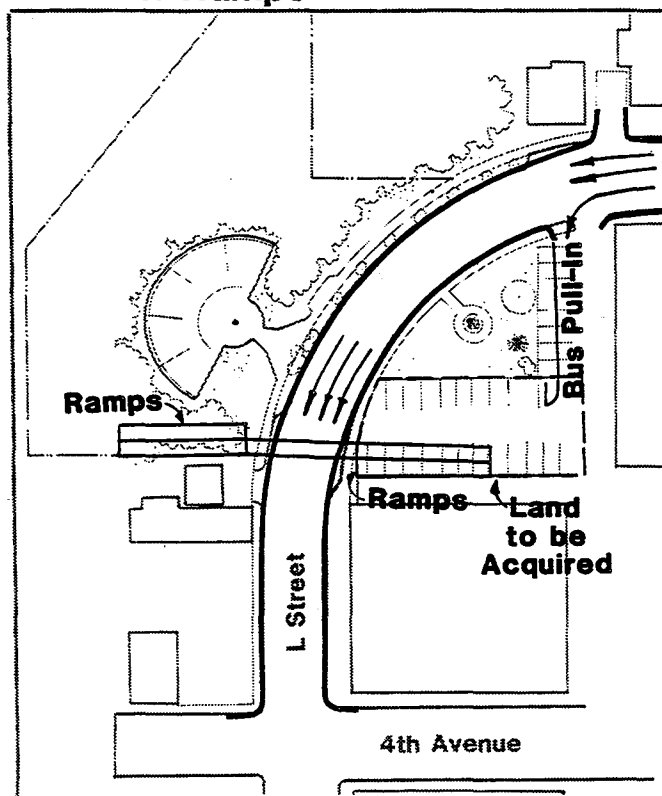 Bus Pull-In
Ramps
Ramps
Land
to be
Acquired
L Street
4th Avenue